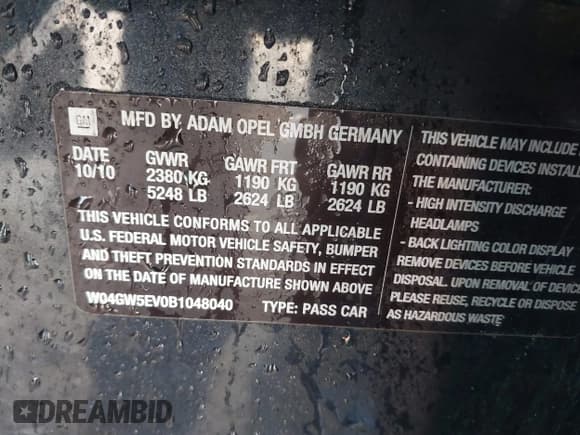 GM
MFD BY ADAM OPEL GMBH GERMANY
DATE GVWR GAWR FRT GAWR RR
10/10 2380 KG 1190 KG 1190 KG
5248 LB 2624 LB 2624 LB
THIS VEHICLE CONFORMS TO ALL APPLICABLE
U.S. FEDERAL MOTOR VEHICLE SAFETY, BUMPER
AND THEFT PREVENTION STANDARDS IN EFFECT
ON THE DATE OF MANUFACTURE SHOWN ABOVE
W04GW5EV0B1048040 TYPE: PASS CAR
THIS VEHICLE MAY INCLUDE
CONTAINING DEVICES INSTALL
THE MANUFACTURER:
- HIGH INTENSITY DISCHARGE
HEADLAMPS
- BACK LIGHTING COLOR DISPLAY
REMOVE DEVICES BEFORE VEHICLE
DISPOSAL. UPON REMOVAL OF DEVIC
PLEASE REUSE, RECYCLE OR DISPOSE
AS HAZARDOUS WASTE.
DREAMBID